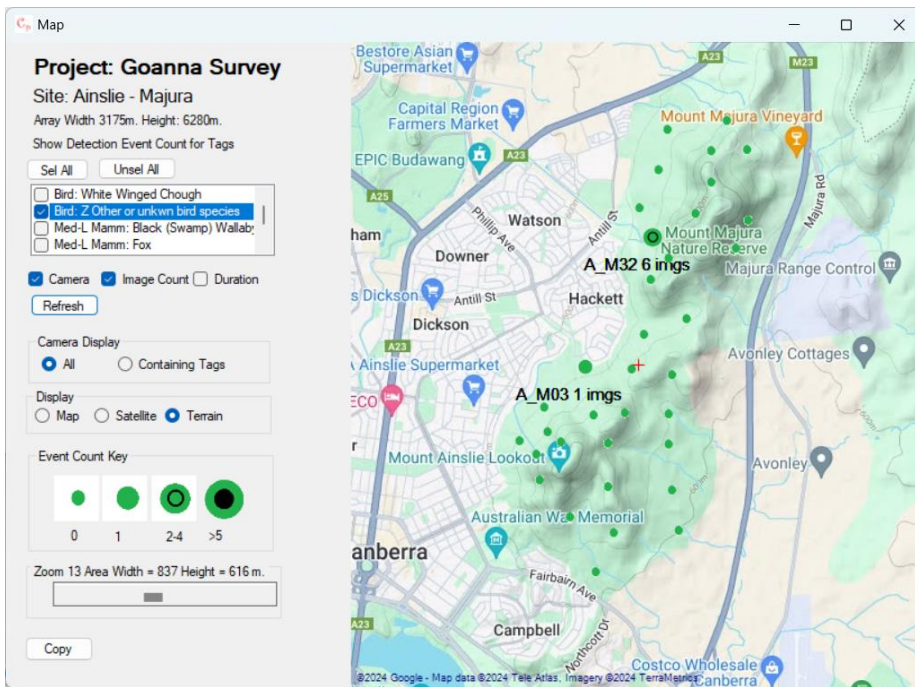 Map
Project: Goanna Survey
Site: Ainslie - Majura
Array Width 3175m. Height: 6280m.
Show Detection Event Count for Tags
Sel All
Unsel All
Bird: White Winged Chough
Bird: Z Other or unkwn bird species
Med-L Mamm: Black (Swamp) Wallaby
Med-L Mamm: Fox
Camera
Image Count
Duration
Refresh
Camera Display
All
Containing Tags
Display
Map
Satellite
Terrain
Event Count Key
0
1
2-4
>5
Zoom 13 Area Width = 837 Height = 616 m.
Copy
Bestore Asian
Supermarket
A23
M23
Capital Region
Farmers Market
Mount Majura Vineyard
EPIC Budawang
A23
A25
Phillip Ave
Watson
Antill St
Majura Rd
ham
Downer
Mount Majura
Nature Reserve
A_M32 6 imgs
Majura Range Control
s Dickson
Antill St
Hackett
Dickson
A23
Ainslie Supermarket
Avonley Cottages
ECO
A_M03 1 imgs
r
Mount Ainslie Lookout
Avonley
Australian War Memorial
anberra
Fairbairn Ave
A23
Campbell
Northcott Dr
Costco Wholesale
Canberra
©2024 Google - Map data ©2024 Tele Atlas, Imagery ©2024 TerraMetrics